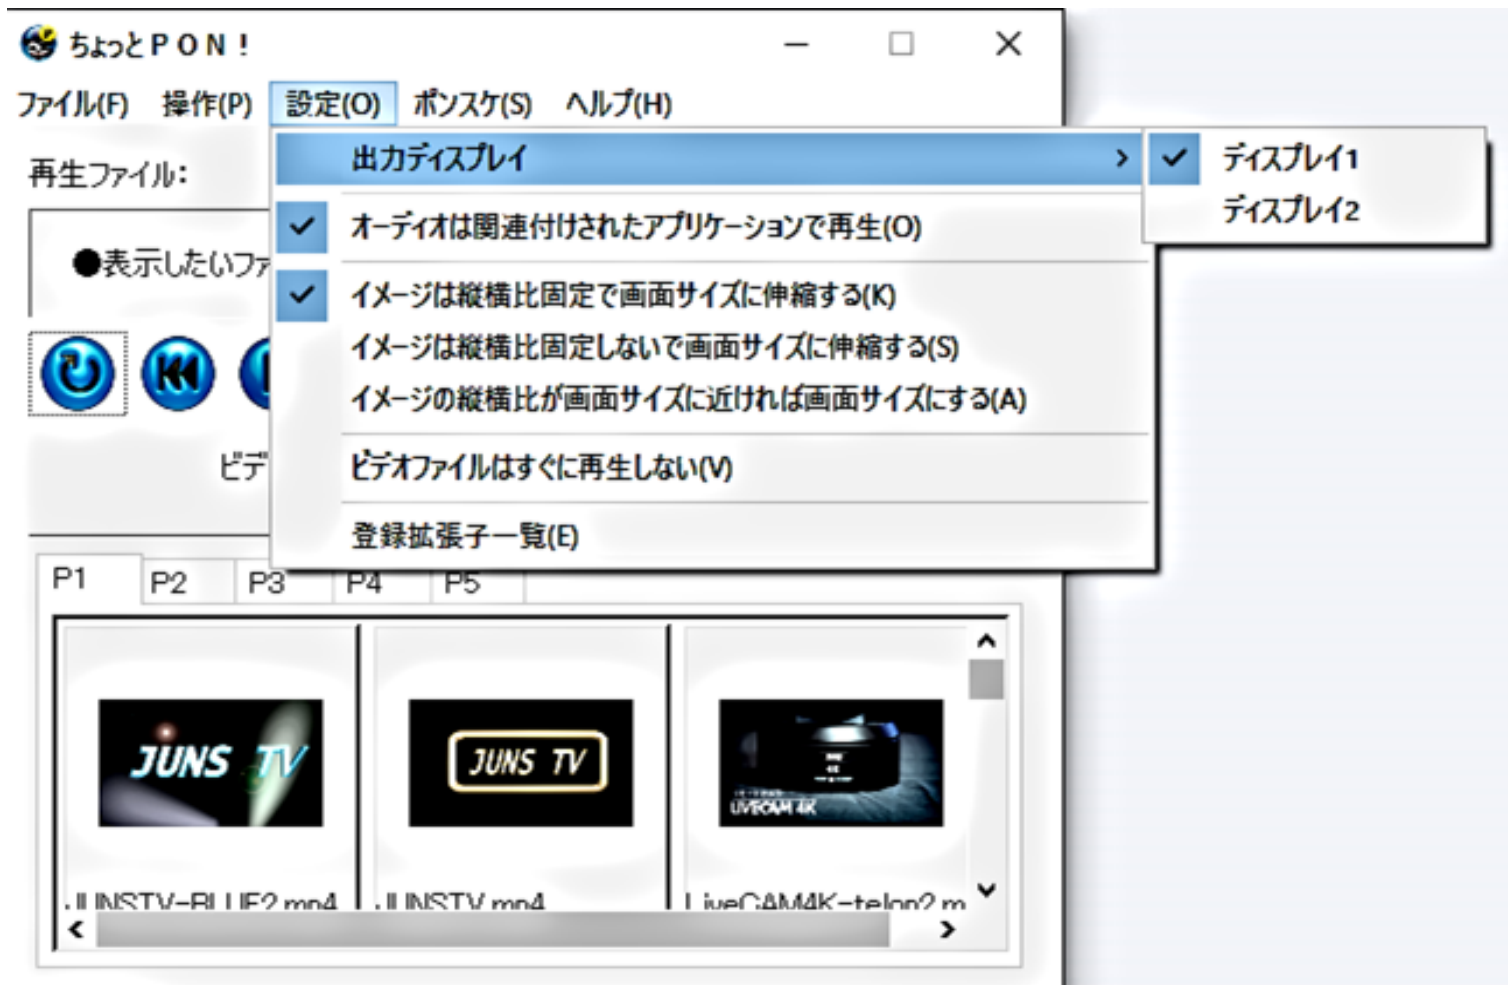 ちょっとＰＯＮ！
ファイル(F) 操作(P) 設定(O) ポンスケ(S) ヘルプ(H)
出力ディスプレイ
ディスプレイ1
ディスプレイ2
再生ファイル:
オーディオは関連付けされたアプリケーションで再生(O)
●表示したいファ
イメージは縦横比固定で画面サイズに伸縮する(K)
イメージは縦横比固定しないで画面サイズに伸縮する(S)
イメージの縦横比が画面サイズに近ければ画面サイズにする(A)
ビデ
ビデオファイルはすぐに再生しない(V)
登録拡張子一覧(E)
P1 P2 P3 P4 P5
JUNS TV
JUNS TV
LIVECAM 4K
JUNSTV-BLUE2.mp4 JUNSTV.mp4 LiveCAM4K-telop2.m